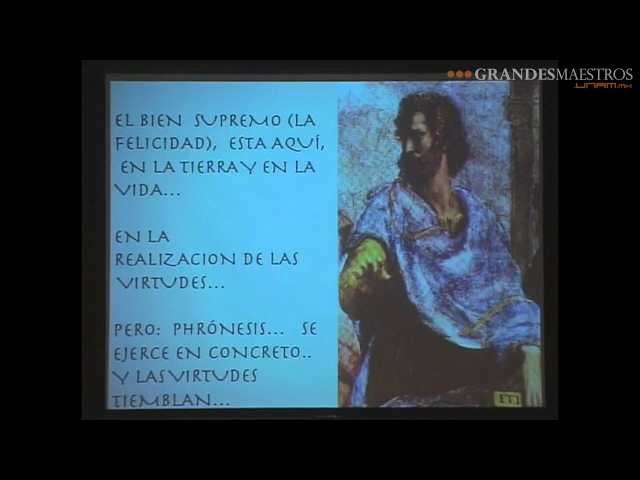 GRANDESMAESTROS
.UNAM.MX
EL BIEN SUPREMO (LA
FELICIDAD), ESTA AQUÍ,
EN LA TIERRA Y EN LA
VIDA...
EN LA
REALIZACION DE LAS
VIRTUDES...
PERO: PHRÓNESIS... SE
EJERCE EN CONCRETO..
Y LAS VIRTUDES
TIEMBLAN...